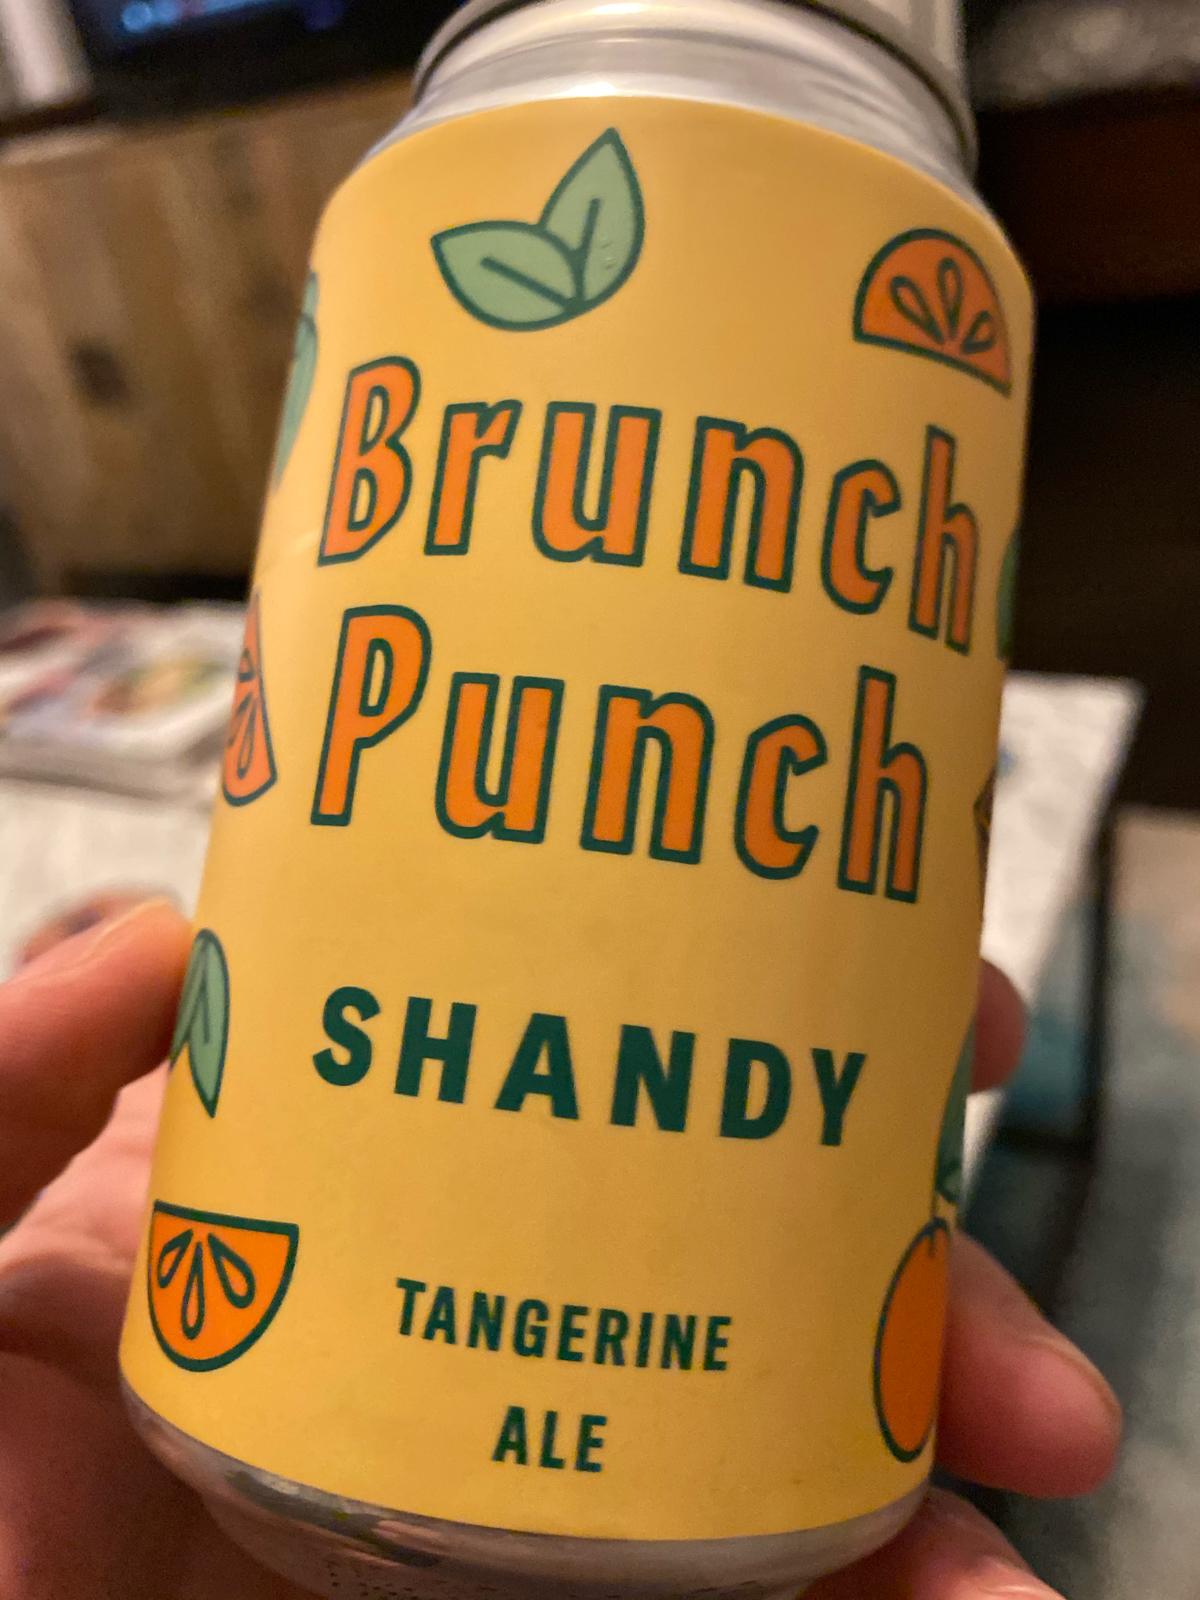 Brunch
Punch
SHANDY
TANGERINE
ALE